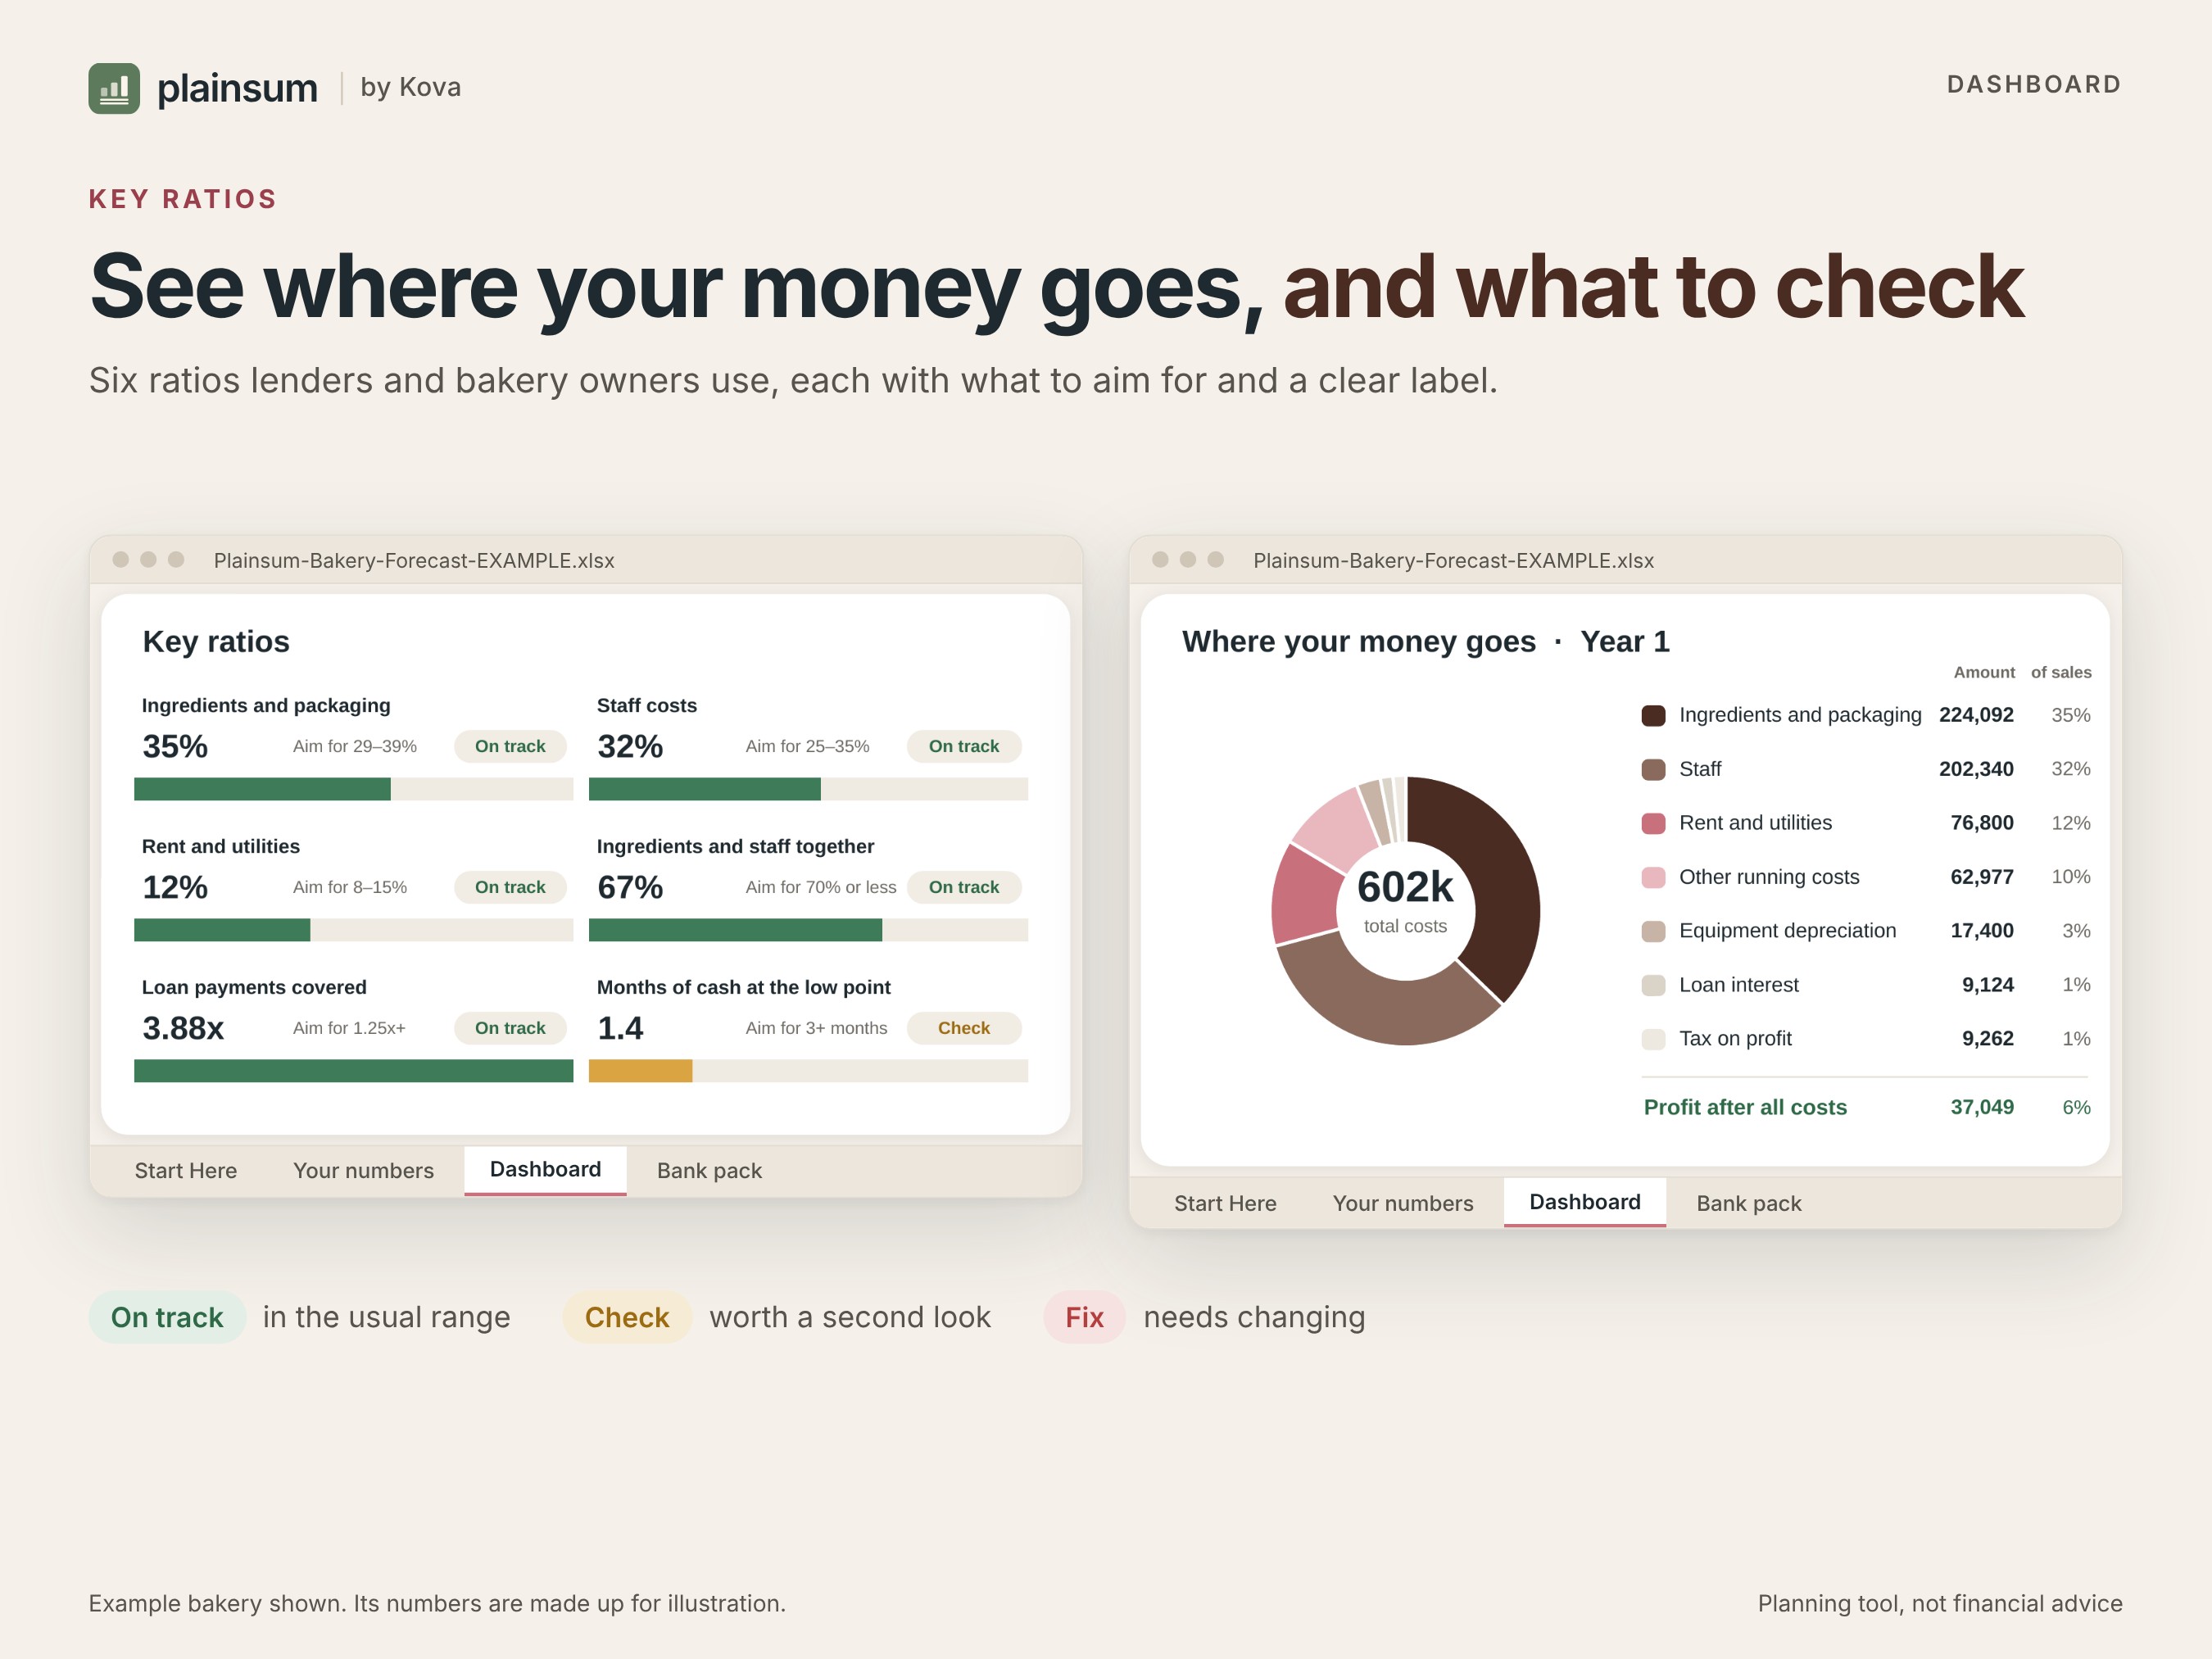 plainsum | by Kova
DASHBOARD
KEY RATIOS
See where your money goes, and what to check
Six ratios lenders and bakery owners use, each with what to aim for and a clear label.
Plainsum-Bakery-Forecast-EXAMPLE.xlsx
Key ratios
Ingredients and packaging
35% Aim for 29–39% On track
Staff costs
32% Aim for 25–35% On track
Rent and utilities
12% Aim for 8–15% On track
Ingredients and staff together
67% Aim for 70% or less On track
Loan payments covered
3.88x Aim for 1.25x+ On track
Months of cash at the low point
1.4 Aim for 3+ months Check
Start Here Your numbers Dashboard Bank pack
Plainsum-Bakery-Forecast-EXAMPLE.xlsx
Where your money goes · Year 1
602k
total costs
Amount of sales
Ingredients and packaging 224,092 35%
Staff 202,340 32%
Rent and utilities 76,800 12%
Other running costs 62,977 10%
Equipment depreciation 17,400 3%
Loan interest 9,124 1%
Tax on profit 9,262 1%
Profit after all costs 37,049 6%
Start Here Your numbers Dashboard Bank pack
On track in the usual range Check worth a second look Fix needs changing
Example bakery shown. Its numbers are made up for illustration.
Planning tool, not financial advice